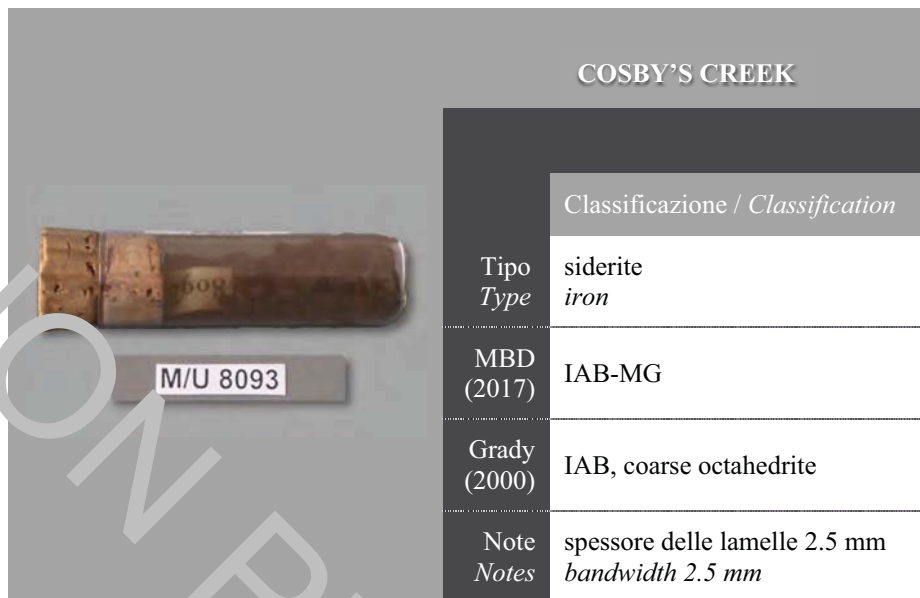 COSBY’S CREEK
Classificazione / Classification
Tipo
Type
siderite
iron
MBD
(2017)
IAB-MG
Grady
(2000)
IAB, coarse octahedrite
Note
Notes
spessore delle lamelle 2.5 mm
bandwidth 2.5 mm
M/U 8093